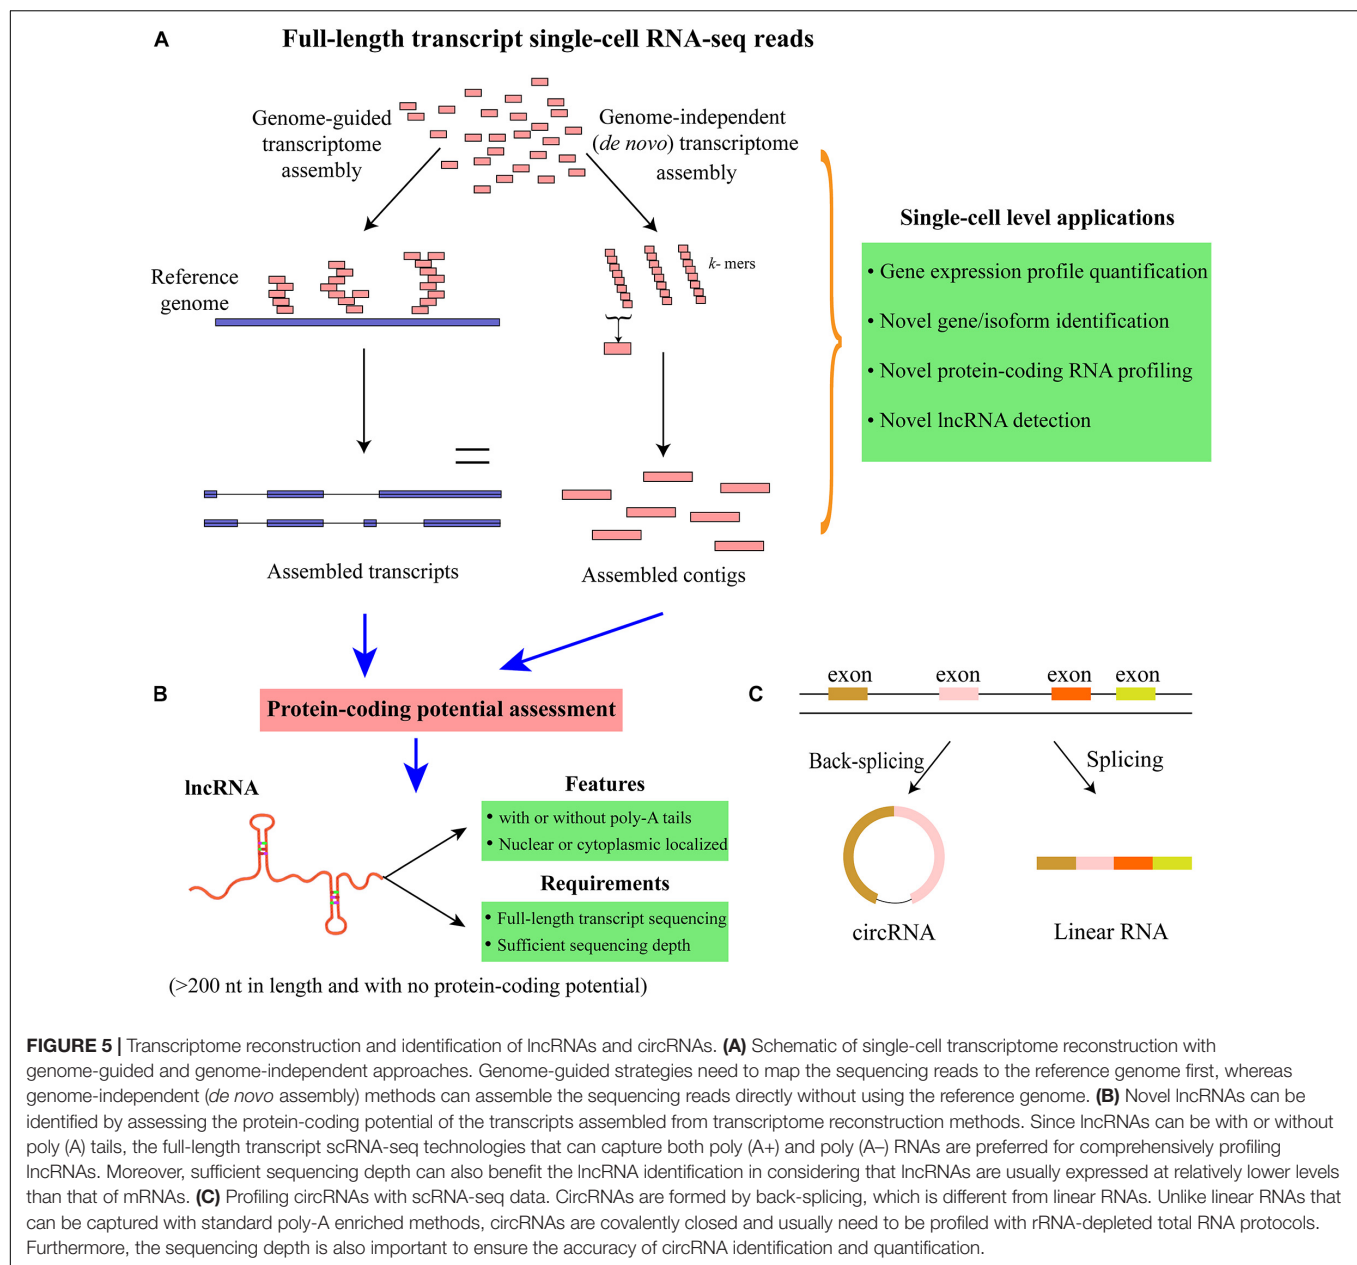 A
Full-length transcript single-cell RNA-seq reads
Genome-guided
transcriptome
assembly
Genome-independent
(de novo) transcriptome
assembly
Reference
genome
k- mers
Single-cell level applications
• Gene expression profile quantification
• Novel gene/isoform identification
• Novel protein-coding RNA profiling
• Novel lncRNA detection
Assembled transcripts
Assembled contigs
B
Protein-coding potential assessment
lncRNA
Features
• with or without poly-A tails
• Nuclear or cytoplasmic localized
Requirements
• Full-length transcript sequencing
• Sufficient sequencing depth
(>200 nt in length and with no protein-coding potential)
C
exon exon exon exon
Back-splicing
Splicing
circRNA
Linear RNA
FIGURE 5 | Transcriptome reconstruction and identification of lncRNAs and circRNAs. (A) Schematic of single-cell transcriptome reconstruction with
genome-guided and genome-independent approaches. Genome-guided strategies need to map the sequencing reads to the reference genome first, whereas
genome-independent (de novo assembly) methods can assemble the sequencing reads directly without using the reference genome. (B) Novel lncRNAs can be
identified by assessing the protein-coding potential of the transcripts assembled from transcriptome reconstruction methods. Since lncRNAs can be with or without
poly (A) tails, the full-length transcript scRNA-seq technologies that can capture both poly (A+) and poly (A–) RNAs are preferred for comprehensively profiling
lncRNAs. Moreover, sufficient sequencing depth can also benefit the lncRNA identification in considering that lncRNAs are usually expressed at relatively lower levels
than that of mRNAs. (C) Profiling circRNAs with scRNA-seq data. CircRNAs are formed by back-splicing, which is different from linear RNAs. Unlike linear RNAs that
can be captured with standard poly-A enriched methods, circRNAs are covalently closed and usually need to be profiled with rRNA-depleted total RNA protocols.
Furthermore, the sequencing depth is also important to ensure the accuracy of circRNA identification and quantification.